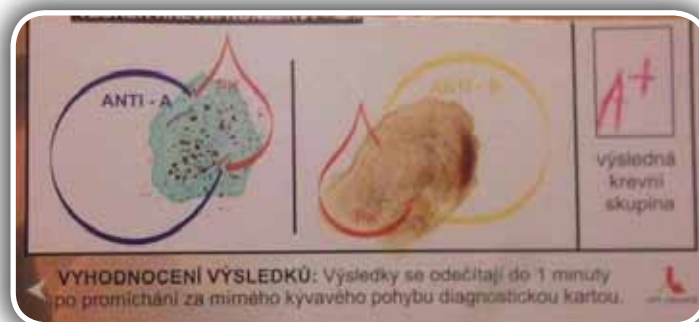 ANTI - A
PK
ANTI - B
PK
A+
výsledná
krevní
skupina
VYHODNOCENÍ VÝSLEDKŮ: Výsledky se odečítají do 1 minuty
po promíchání za mírného kývavého pohybu diagnostickou kartou.